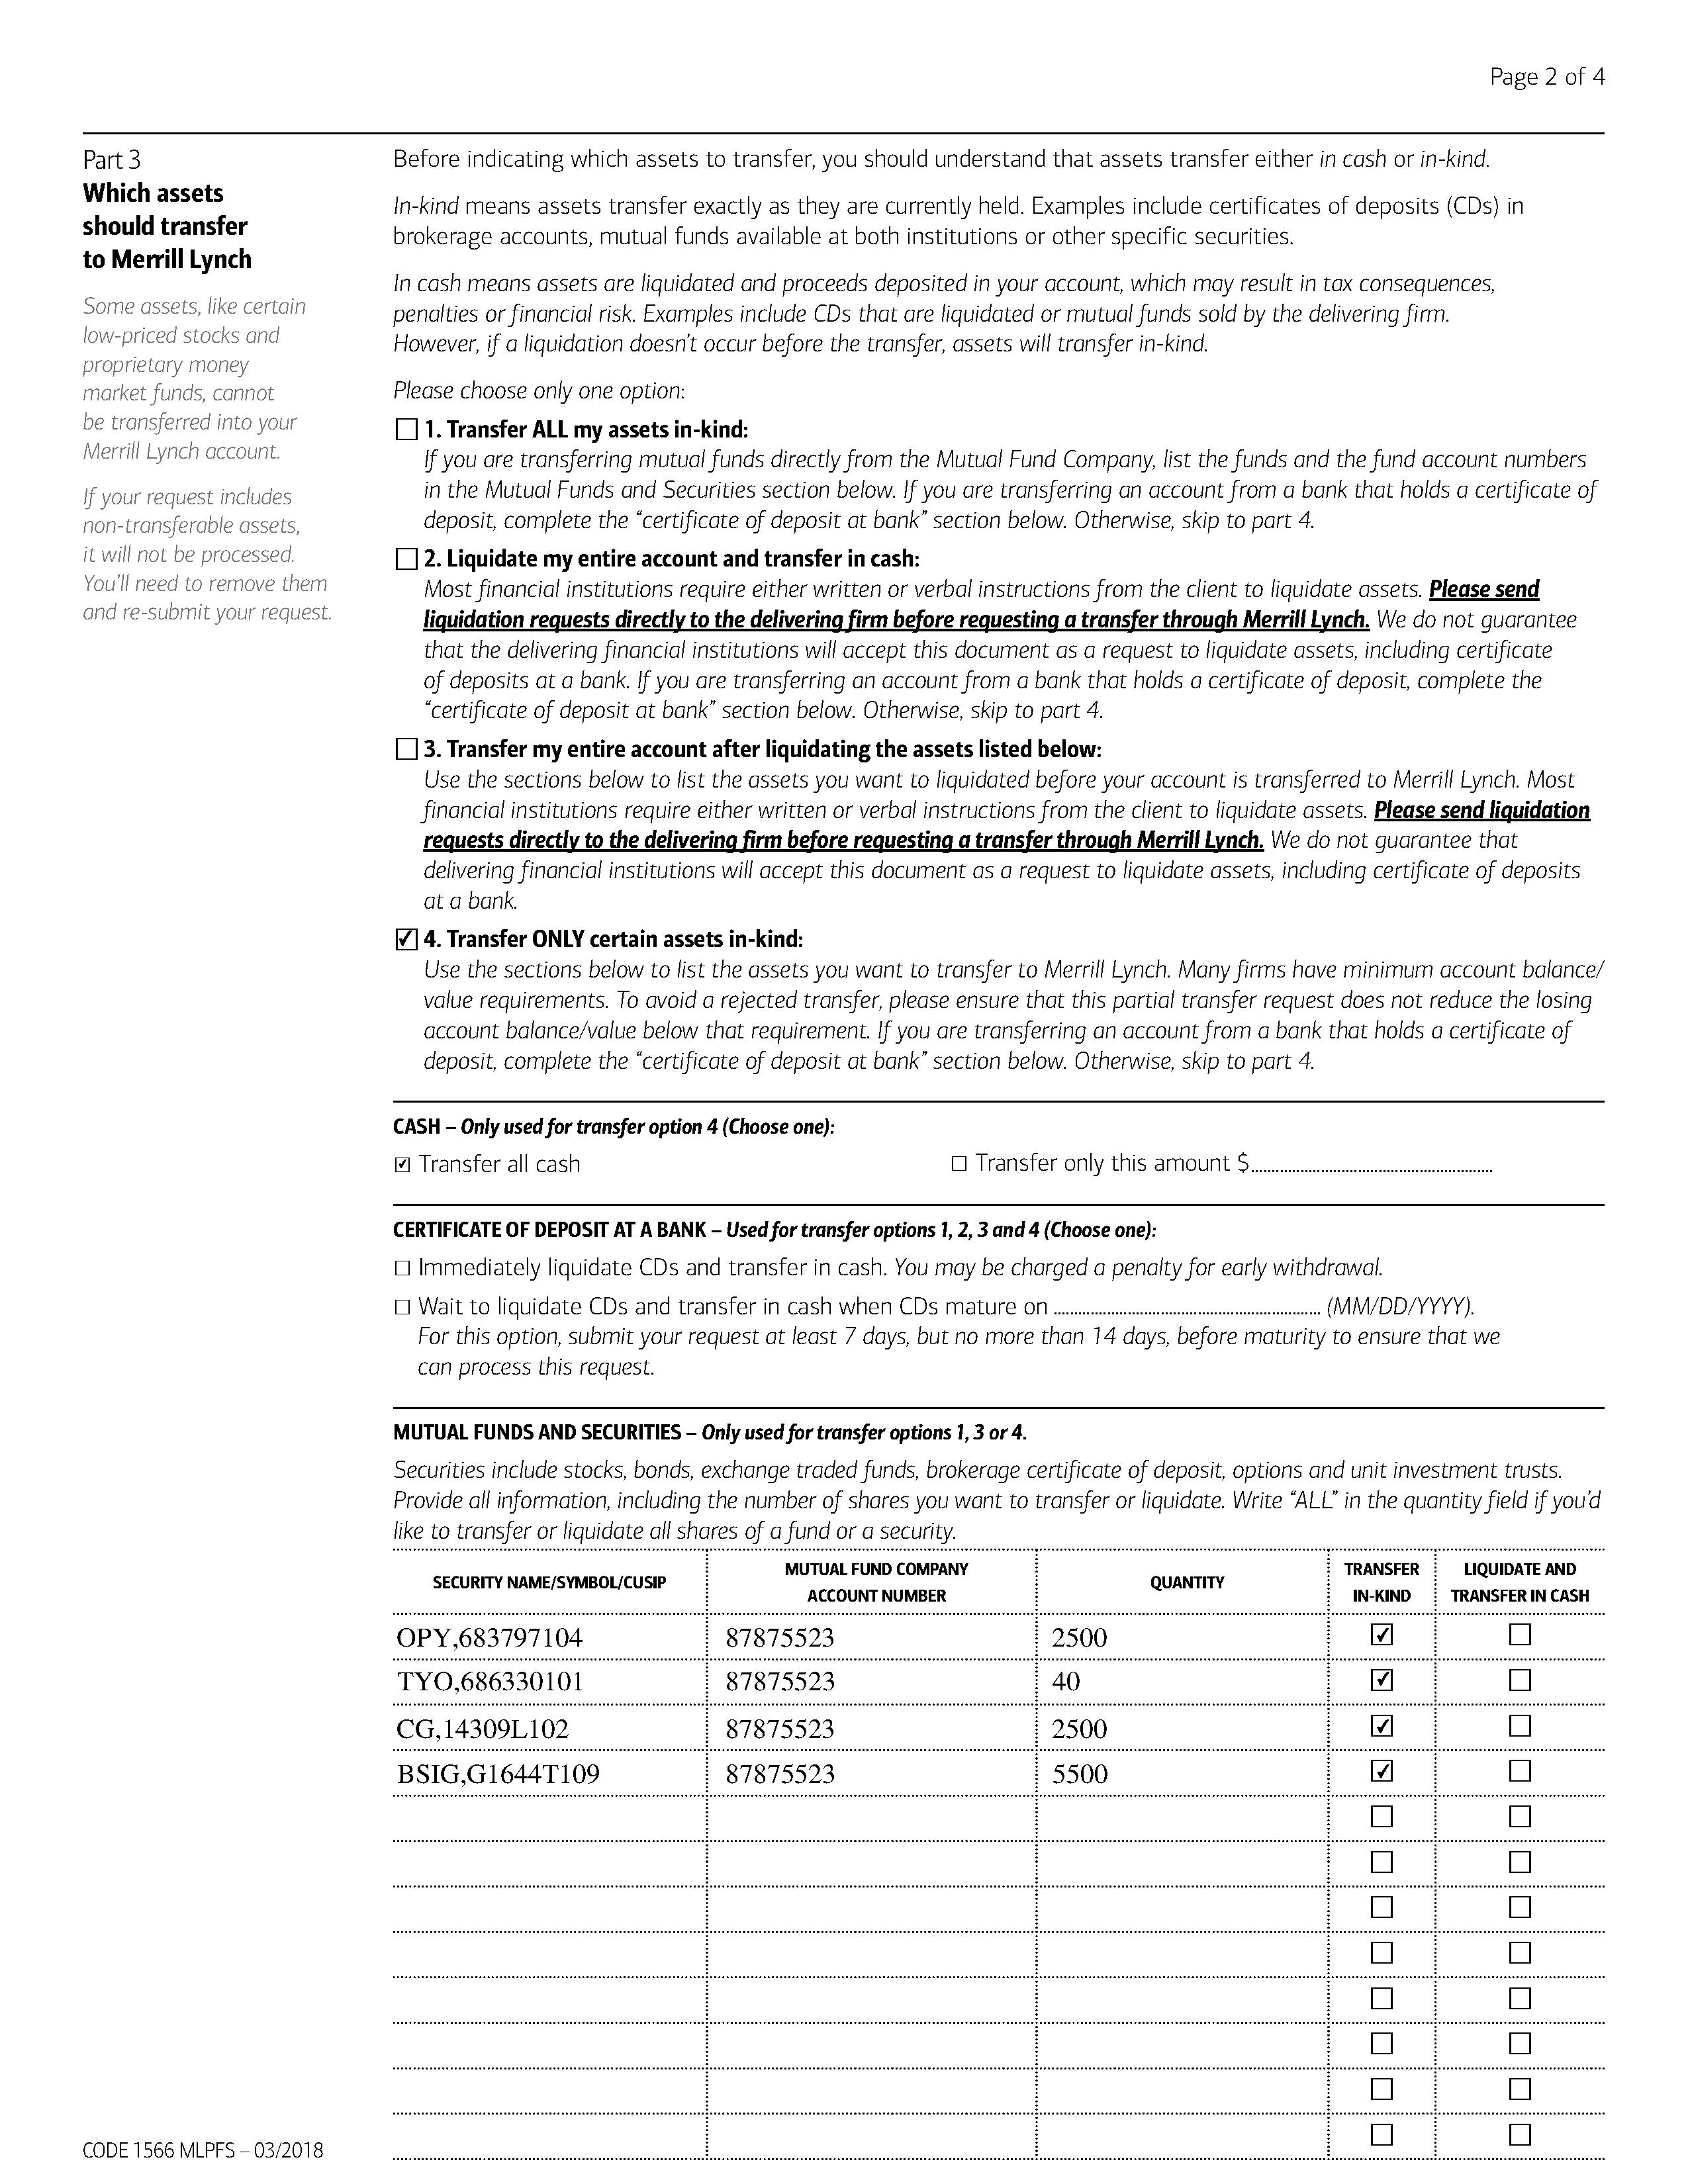 Page 2 of 4
Part 3
Which assets
should transfer
to Merrill Lynch
Some assets, like certain
low-priced stocks and
proprietary money
market funds, cannot
be transferred into your
Merrill Lynch account.
If your request includes
non-transferable assets,
it will not be processed.
You'll need to remove them
and re-submit your request.
Before indicating which assets to transfer, you should understand that assets transfer either in cash or in-kind.
In-kind means assets transfer exactly as they are currently held. Examples include certificates of deposits (CDs) in
brokerage accounts, mutual funds available at both institutions or other specific securities.
In cash means assets are liquidated and proceeds deposited in your account, which may result in tax consequences,
penalties or financial risk. Examples include CDs that are liquidated or mutual funds sold by the delivering firm.
However, if a liquidation doesn't occur before the transfer, assets will transfer in-kind.
Please choose only one option:
☐ 1. Transfer ALL my assets in-kind:
If you are transferring mutual funds directly from the Mutual Fund Company, list the funds and the fund account numbers
in the Mutual Funds and Securities section below. If you are transferring an account from a bank that holds a certificate of
deposit, complete the “certificate of deposit at bank” section below. Otherwise, skip to part 4.
☐ 2. Liquidate my entire account and transfer in cash:
Most financial institutions require either written or verbal instructions from the client to liquidate assets. Please send
liquidation requests directly to the delivering firm before requesting a transfer through Merrill Lynch. We do not guarantee
that the delivering financial institutions will accept this document as a request to liquidate assets, including certificate
of deposits at a bank. If you are transferring an account from a bank that holds a certificate of deposit, complete the
“certificate of deposit at bank” section below. Otherwise, skip to part 4.
☐ 3. Transfer my entire account after liquidating the assets listed below:
Use the sections below to list the assets you want to liquidated before your account is transferred to Merrill Lynch. Most
financial institutions require either written or verbal instructions from the client to liquidate assets. Please send liquidation
requests directly to the delivering firm before requesting a transfer through Merrill Lynch. We do not guarantee that
delivering financial institutions will accept this document as a request to liquidate assets, including certificate of deposits
at a bank.
☑ 4. Transfer ONLY certain assets in-kind:
Use the sections below to list the assets you want to transfer to Merrill Lynch. Many firms have minimum account balance/
value requirements. To avoid a rejected transfer, please ensure that this partial transfer request does not reduce the losing
account balance/value below that requirement. If you are transferring an account from a bank that holds a certificate of
deposit, complete the “certificate of deposit at bank” section below. Otherwise, skip to part 4.
CASH – Only used for transfer option 4 (Choose one):
☑ Transfer all cash ☐ Transfer only this amount $
CERTIFICATE OF DEPOSIT AT A BANK – Used for transfer options 1, 2, 3 and 4 (Choose one):
☐ Immediately liquidate CDs and transfer in cash. You may be charged a penalty for early withdrawal.
☐ Wait to liquidate CDs and transfer in cash when CDs mature on (MM/DD/YYYY).
For this option, submit your request at least 7 days, but no more than 14 days, before maturity to ensure that we
can process this request.
MUTUAL FUNDS AND SECURITIES – Only used for transfer options 1, 3 or 4.
Securities include stocks, bonds, exchange traded funds, brokerage certificate of deposit, options and unit investment trusts.
Provide all information, including the number of shares you want to transfer or liquidate. Write “ALL” in the quantity field if you'd
like to transfer or liquidate all shares of a fund or a security.
SECURITY NAME/SYMBOL/CUSIP
MUTUAL FUND COMPANY
ACCOUNT NUMBER
QUANTITY
TRANSFER
IN-KIND
LIQUIDATE AND
TRANSFER IN CASH
OPY,683797104 87875523 2500 ☑ ☐
TYO,686330101 87875523 40 ☑ ☐
CG,14309L102 87875523 2500 ☑ ☐
BSIG,G1644T109 87875523 5500 ☑ ☐
CODE 1566 MLPFS – 03/2018